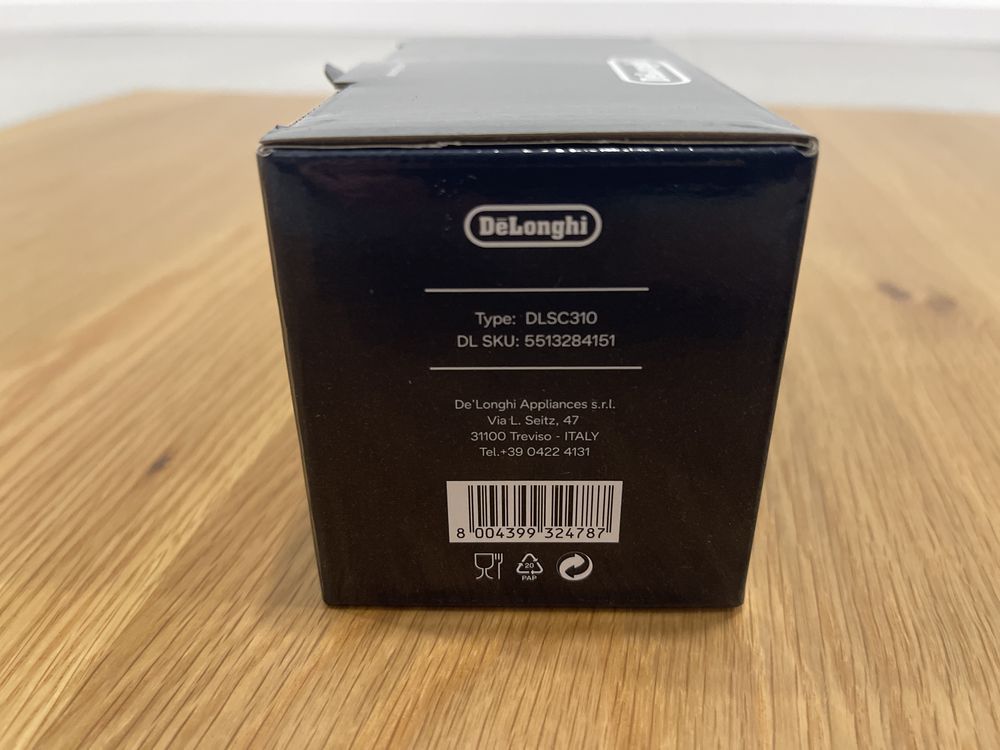 DeLonghi
DēLonghi
Type: DLSC310
DL SKU: 5513284151
De'Longhi Appliances s.r.l.
Via L. Seitz, 47
31100 Treviso - ITALY
Tel.+39 0422 4131
8 004399 324787
20
PAP